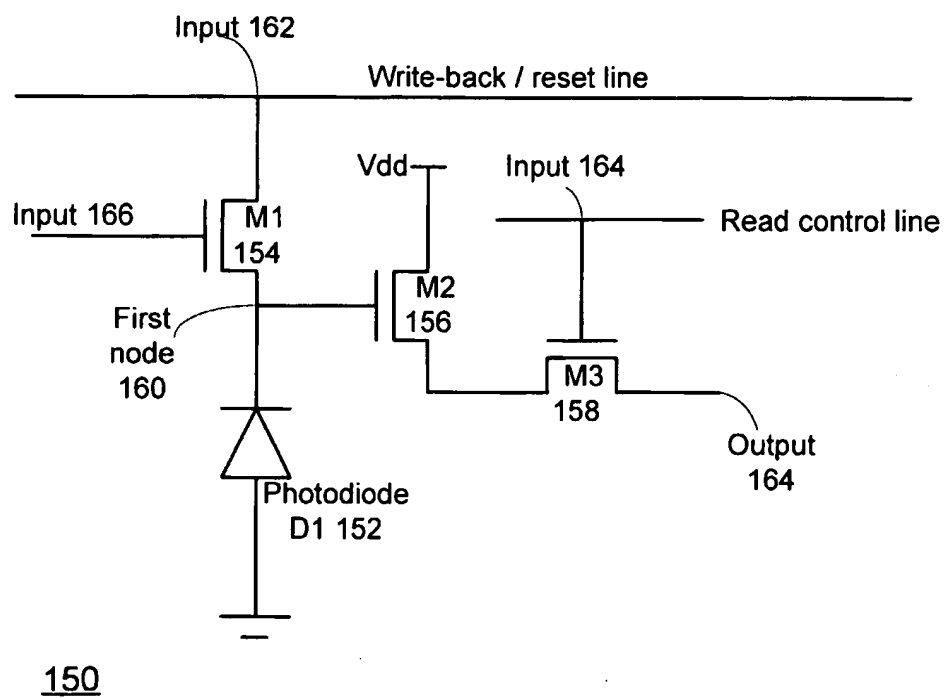 Input 162
Write-back / reset line
Vdd
Input 164
Input 166
M1
154
Read control line
M2
156
First
node
160
M3
158
Output
164
Photodiode
D1 152
150